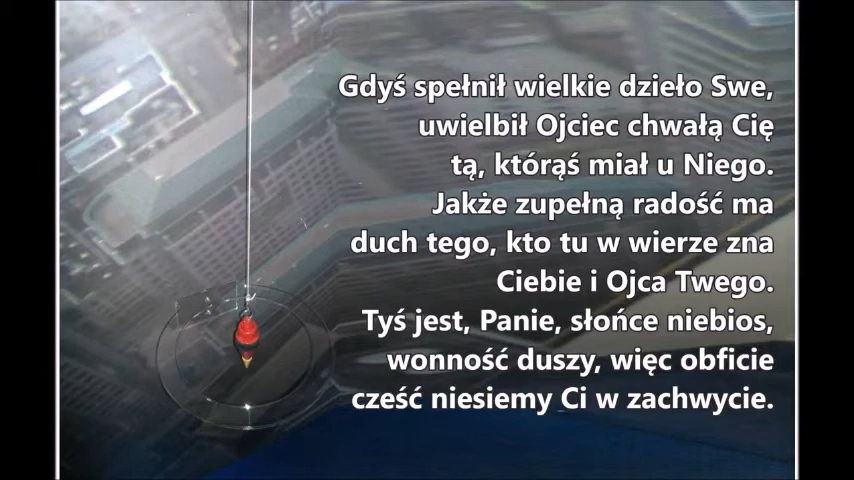 Gdyś spełnił wielkie dzieło Swe,
uwielbił Ojciec chwałą Cię
tą, którąś miał u Niego.
Jakże zupełną radość ma
duch tego, kto tu w wierze zna
Ciebie i Ojca Twego.
Tyś jest, Panie, słońce niebios,
wonność duszy, więc obficie
cześć niesiemy Ci w zachwycie.